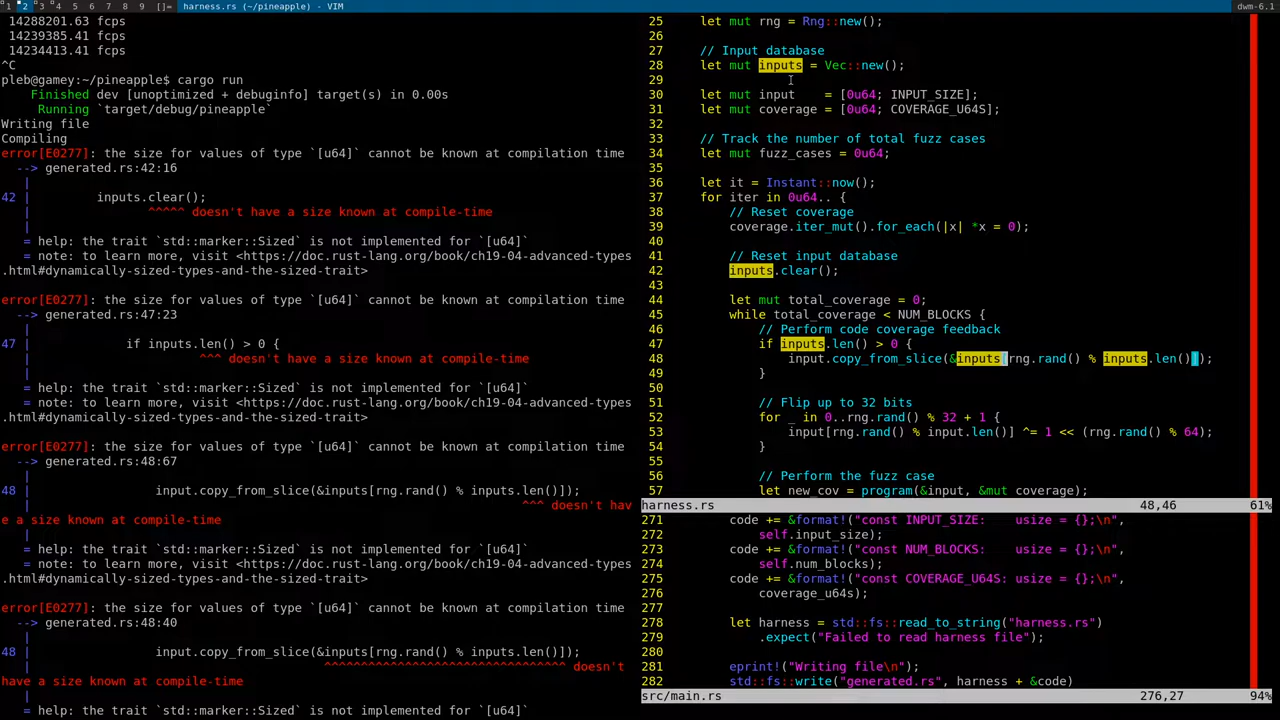 1 2 3 4 5 6 7 8 9 []= harness.rs (~/pineapple) - VIM dwm-6.1
14288201.63 fcps
14239385.41 fcps
14234413.41 fcps
^C
pleb@gamey:~/pineapple$ cargo run
    Finished dev [unoptimized + debuginfo] target(s) in 0.00s
     Running `target/debug/pineapple`
Writing file
Compiling
error[E0277]: the size for values of type `[u64]` cannot be known at compilation time
  --> generated.rs:42:16
   |
42 |         inputs.clear();
   |                ^^^^^ doesn't have a size known at compile-time
   |
   = help: the trait `std::marker::Sized` is not implemented for `[u64]`
   = note: to learn more, visit <https://doc.rust-lang.org/book/ch19-04-advanced-types
.html#dynamically-sized-types-and-the-sized-trait>
error[E0277]: the size for values of type `[u64]` cannot be known at compilation time
  --> generated.rs:47:23
   |
47 |             if inputs.len() > 0 {
   |                       ^^^ doesn't have a size known at compile-time
   |
   = help: the trait `std::marker::Sized` is not implemented for `[u64]`
   = note: to learn more, visit <https://doc.rust-lang.org/book/ch19-04-advanced-types
.html#dynamically-sized-types-and-the-sized-trait>
error[E0277]: the size for values of type `[u64]` cannot be known at compilation time
  --> generated.rs:48:67
   |
48 |                 input.copy_from_slice(&inputs[rng.rand() % inputs.len()]);
   |                                                                   ^^^ doesn't hav
e a size known at compile-time
   |
   = help: the trait `std::marker::Sized` is not implemented for `[u64]`
   = note: to learn more, visit <https://doc.rust-lang.org/book/ch19-04-advanced-types
.html#dynamically-sized-types-and-the-sized-trait>
error[E0277]: the size for values of type `[u64]` cannot be known at compilation time
  --> generated.rs:48:40
   |
48 |                 input.copy_from_slice(&inputs[rng.rand() % inputs.len()]);
   |                                        ^^^^^^^^^^^^^^^^^^^^^^^^^^^^^^^^ doesn't
have a size known at compile-time
   |
   = help: the trait `std::marker::Sized` is not implemented for `[u64]`
25     let mut rng = Rng::new();
26
27     // Input database
28     let mut inputs = Vec::new();
29
30     let mut input    = [0u64; INPUT_SIZE];
31     let mut coverage = [0u64; COVERAGE_U64S];
32
33     // Track the number of total fuzz cases
34     let mut fuzz_cases = 0u64;
35
36     let it = Instant::now();
37     for iter in 0u64.. {
38         // Reset coverage
39         coverage.iter_mut().for_each(|x| *x = 0);
40
41         // Reset input database
42         inputs.clear();
43
44         let mut total_coverage = 0;
45         while total_coverage < NUM_BLOCKS {
46             // Perform code coverage feedback
47             if inputs.len() > 0 {
48                 input.copy_from_slice(&inputs[rng.rand() % inputs.len()]);
49             }
50
51             // Flip up to 32 bits
52             for _ in 0..rng.rand() % 32 + 1 {
53                 input[rng.rand() % input.len()] ^= 1 << (rng.rand() % 64);
54             }
55
56             // Perform the fuzz case
57             let new_cov = program(&input, &mut coverage);
harness.rs 48,46 61%
271         code += &format!("const INPUT_SIZE:    usize = {};\n",
272             self.input_size);
273         code += &format!("const NUM_BLOCKS:    usize = {};\n",
274             self.num_blocks);
275         code += &format!("const COVERAGE_U64S: usize = {};\n",
276             coverage_u64s);
277
278         let harness = std::fs::read_to_string("harness.rs")
279             .expect("Failed to read harness file");
280
281         eprint!("Writing file\n");
282         std::fs::write("generated.rs", harness + &code)
src/main.rs 276,27 94%